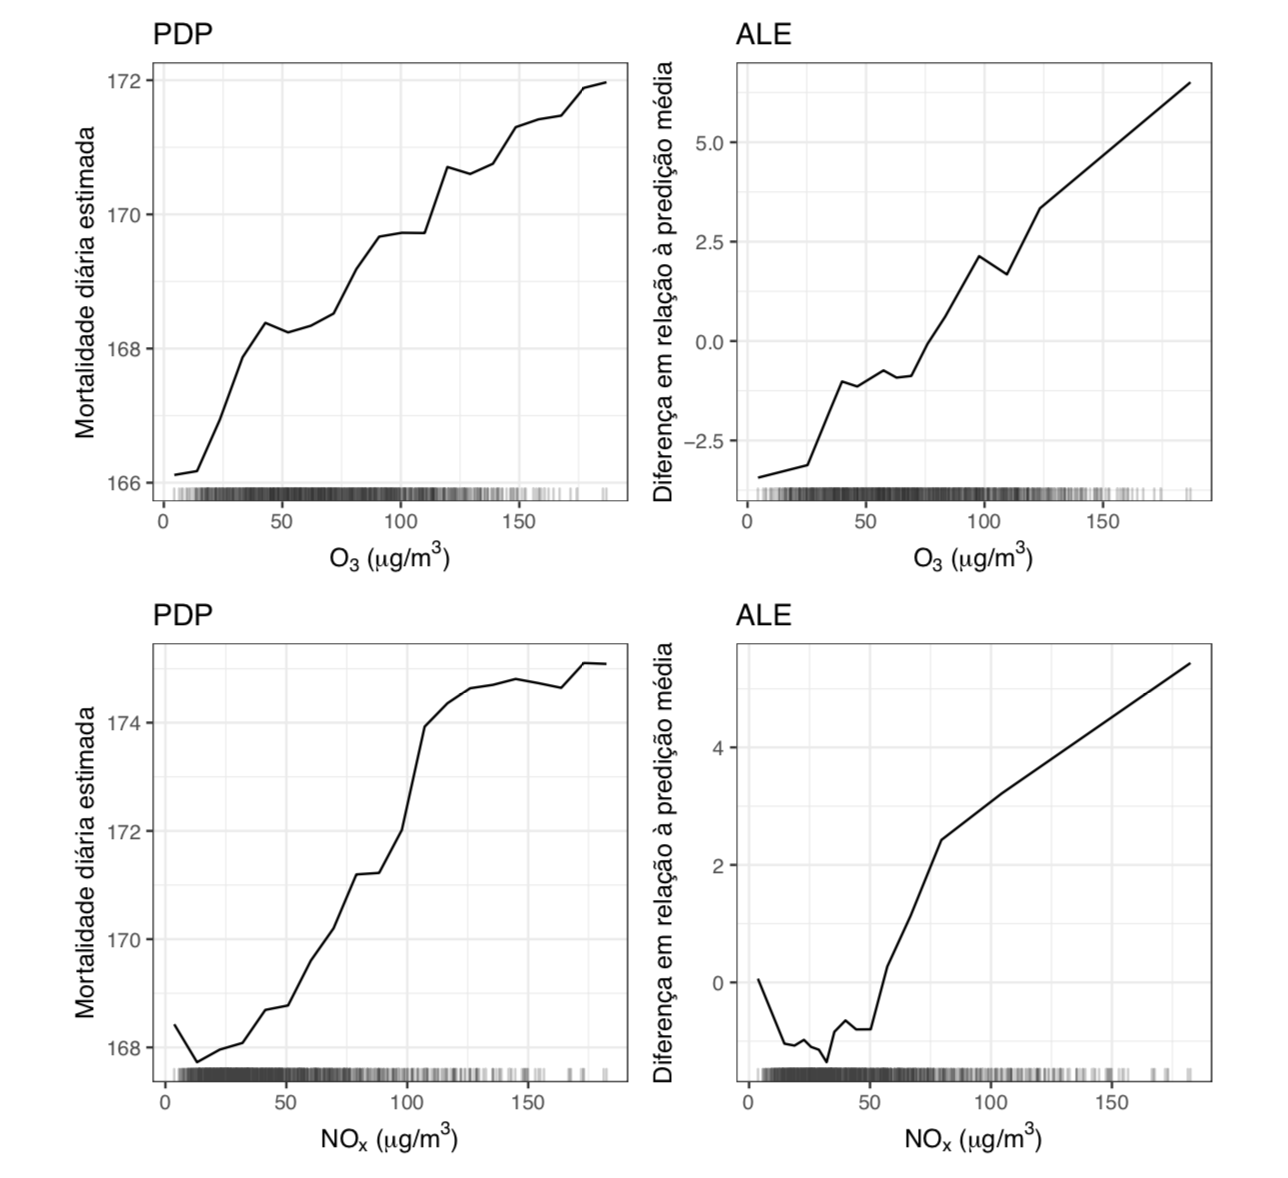 PDP
Mortalidade diária estimada
172
170
168
166
0 50 100 150
O₃ (μg/m³)
ALE
Diferença em relação à predição média
5.0
2.5
0.0
−2.5
0 50 100 150
O₃ (μg/m³)
PDP
Mortalidade diária estimada
174
172
170
168
0 50 100 150
NOₓ (μg/m³)
ALE
Diferença em relação à predição média
4
2
0
0 50 100 150
NOₓ (μg/m³)